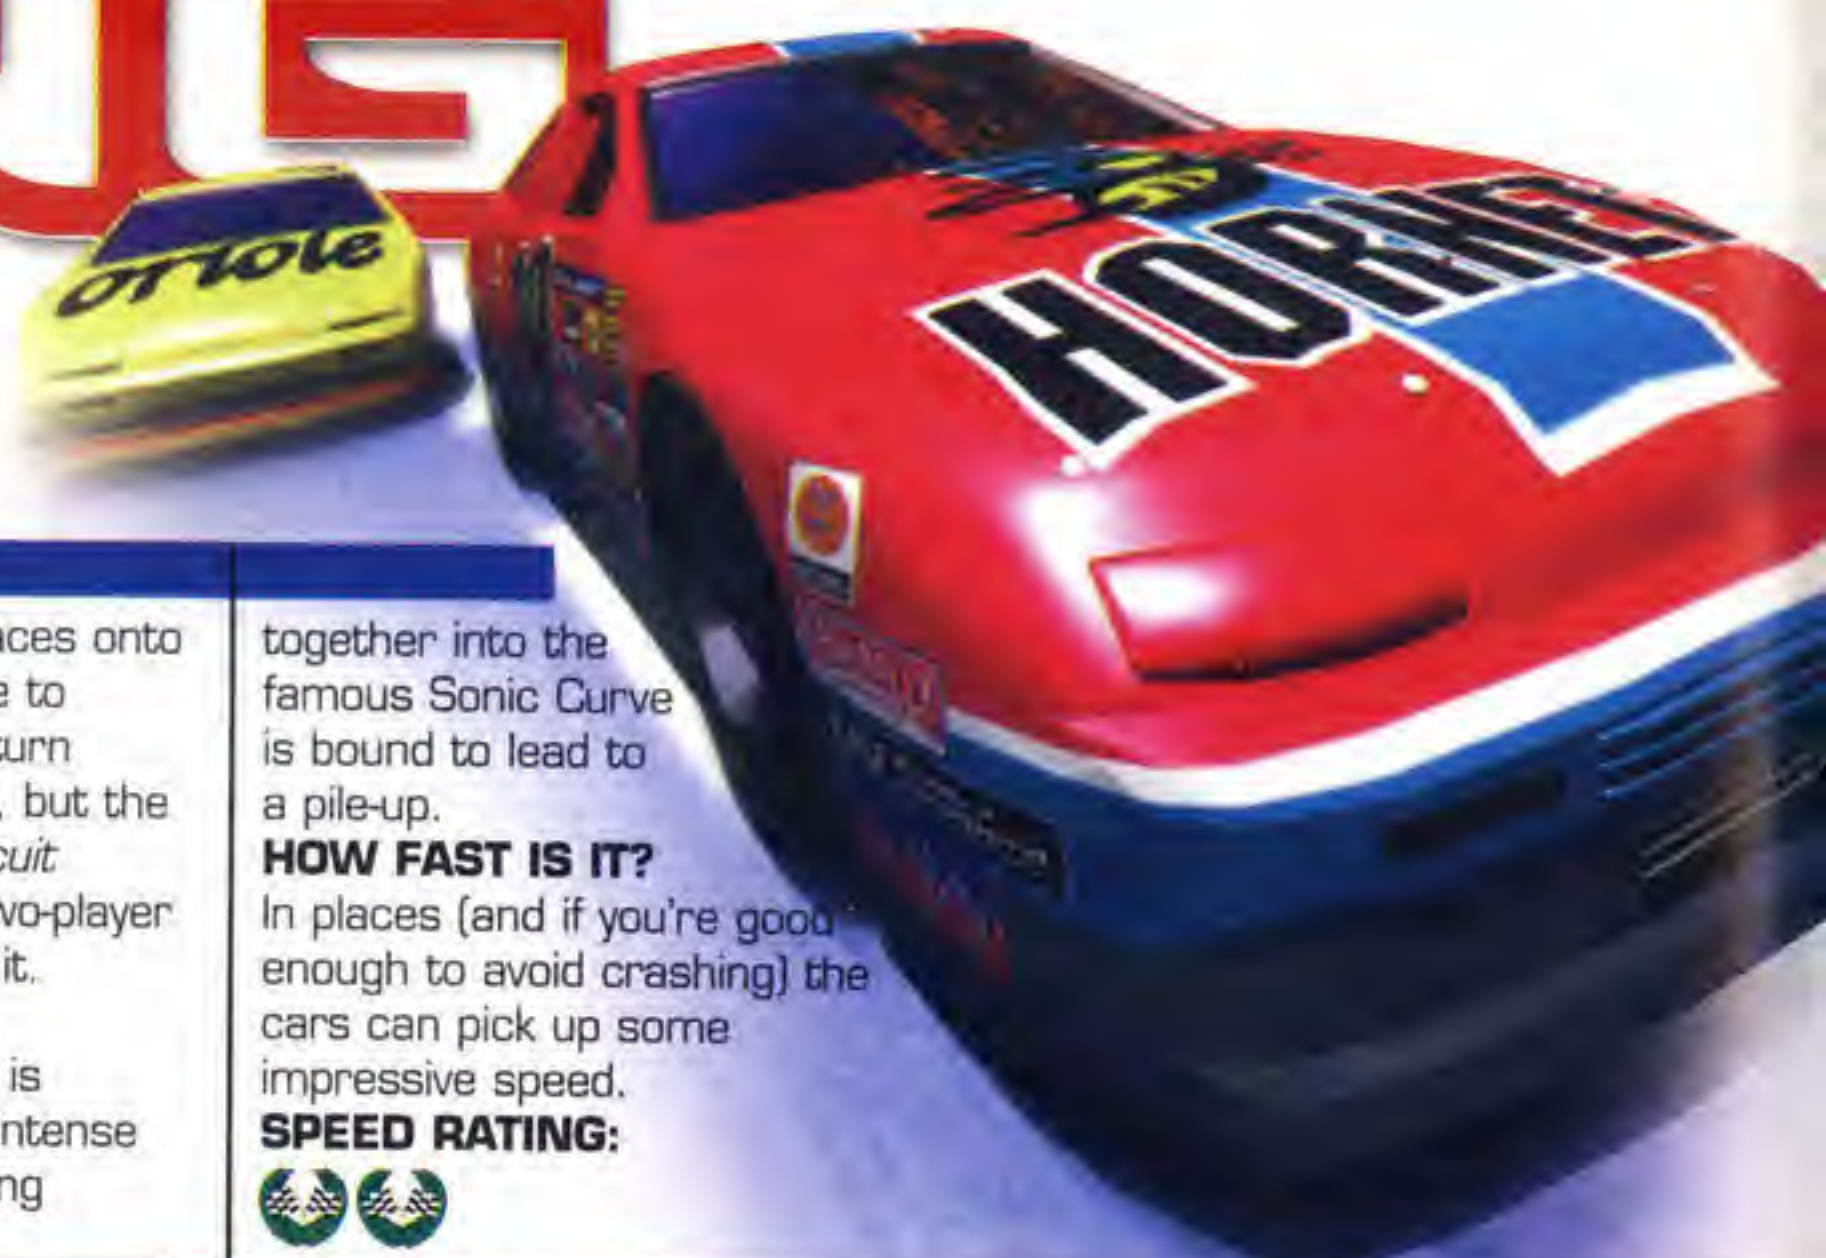 oriole
HORNET
aces onto
e to
turn
, but the
cuit
wo-player
it.
is
ntense
ng
together into the
famous Sonic Curve
is bound to lead to
a pile-up.
HOW FAST IS IT?
In places (and if you're good
enough to avoid crashing) the
cars can pick up some
impressive speed.
SPEED RATING: